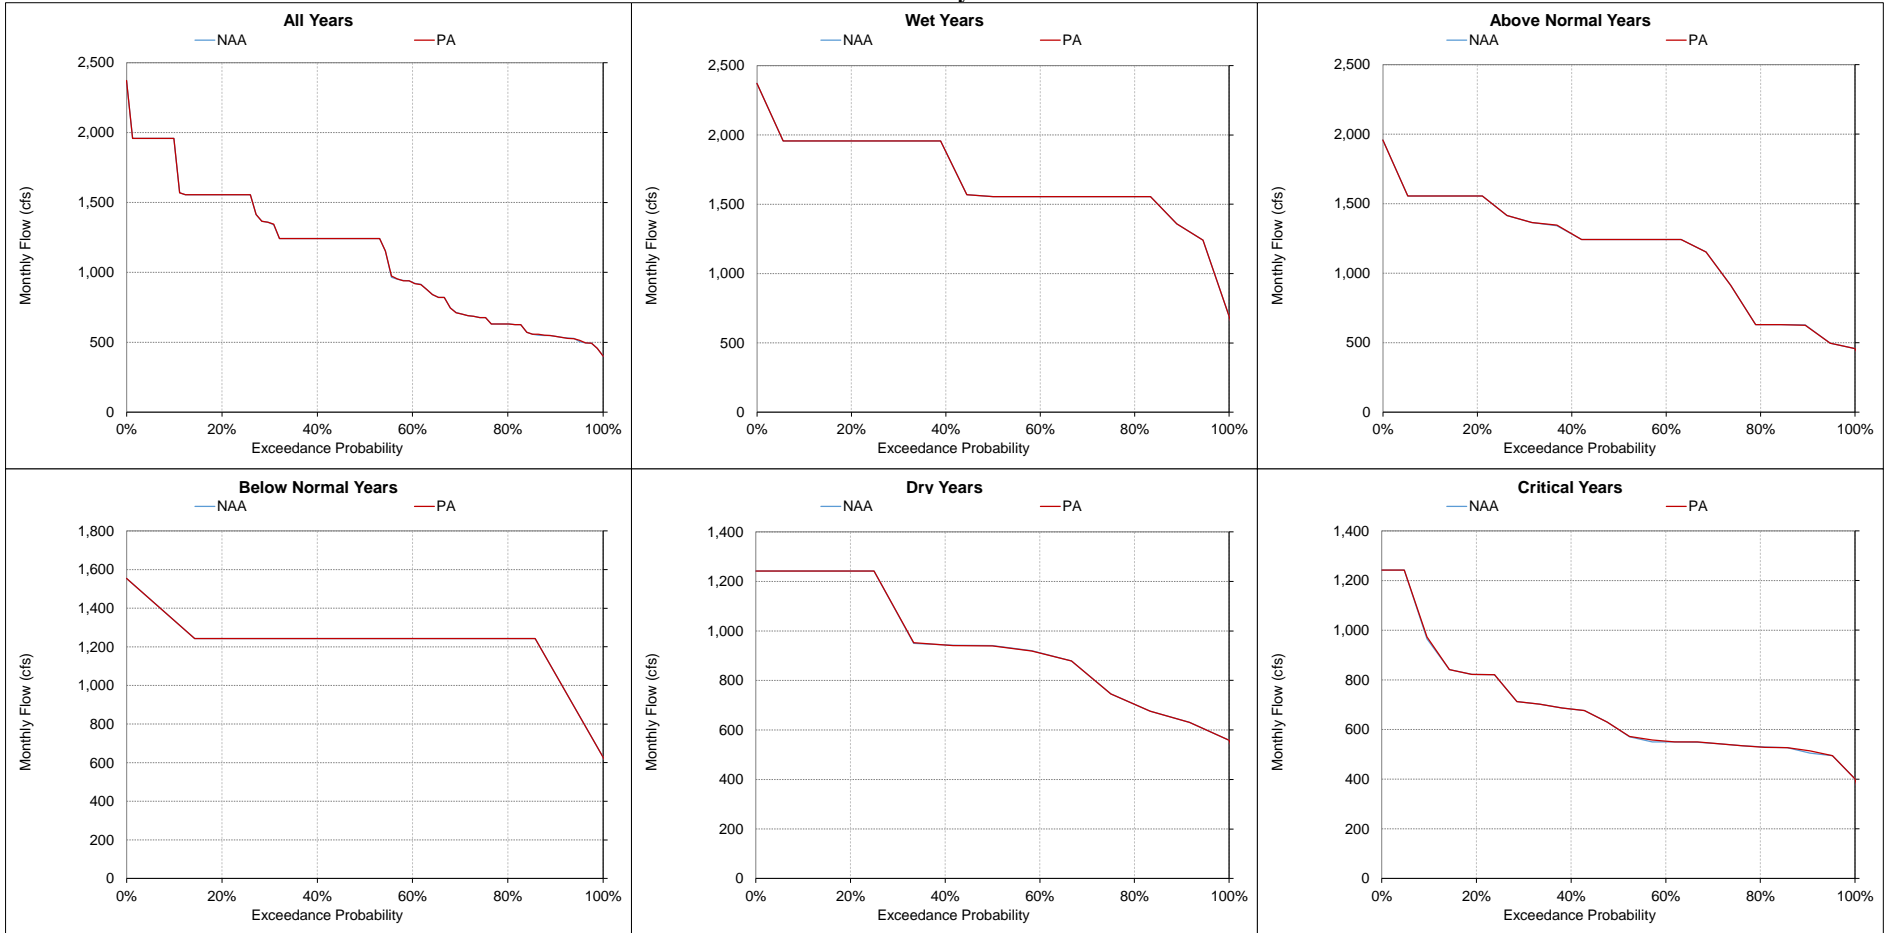 All Years
NAA PA
2,500
2,000
1,500
1,000
500
0
0% 20% 40% 60% 80% 100%
Monthly Flow (cfs)
Exceedance Probability
Wet Years
NAA PA
2,500
2,000
1,500
1,000
500
0
0% 20% 40% 60% 80% 100%
Monthly Flow (cfs)
Exceedance Probability
Above Normal Years
NAA PA
2,500
2,000
1,500
1,000
500
0
0% 20% 40% 60% 80% 100%
Monthly Flow (cfs)
Exceedance Probability
Below Normal Years
NAA PA
1,800
1,600
1,400
1,200
1,000
800
600
400
200
0
0% 20% 40% 60% 80% 100%
Monthly Flow (cfs)
Exceedance Probability
Dry Years
NAA PA
1,400
1,200
1,000
800
600
400
200
0
0% 20% 40% 60% 80% 100%
Monthly Flow (cfs)
Exceedance Probability
Critical Years
NAA PA
1,400
1,200
1,000
800
600
400
200
0
0% 20% 40% 60% 80% 100%
Monthly Flow (cfs)
Exceedance Probability